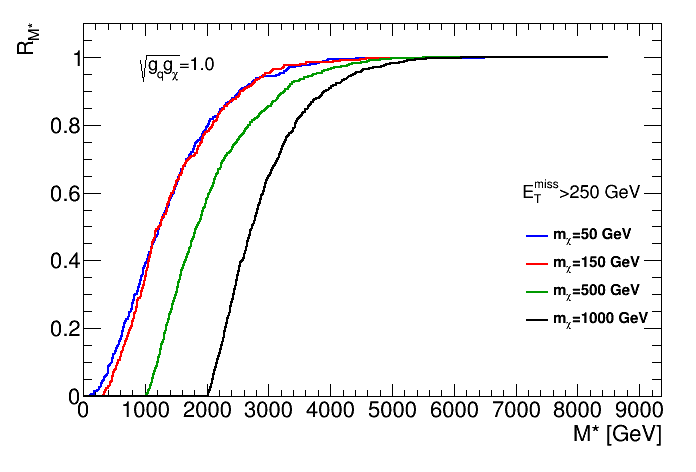 R_M*
√g_q g_χ=1.0
1
0.8
0.6
0.4
0.2
0
E_T^miss>250 GeV
m_χ=50 GeV
m_χ=150 GeV
m_χ=500 GeV
m_χ=1000 GeV
0 1000 2000 3000 4000 5000 6000 7000 8000 9000
M* [GeV]